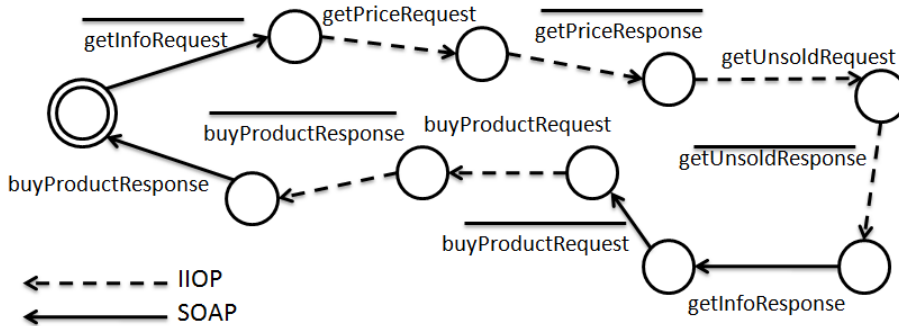 getInfoRequest
getPriceRequest
getPriceResponse
getUnsoldRequest
getUnsoldResponse
getInfoResponse
buyProductRequest
buyProductRequest
buyProductResponse
buyProductResponse
IIOP
SOAP